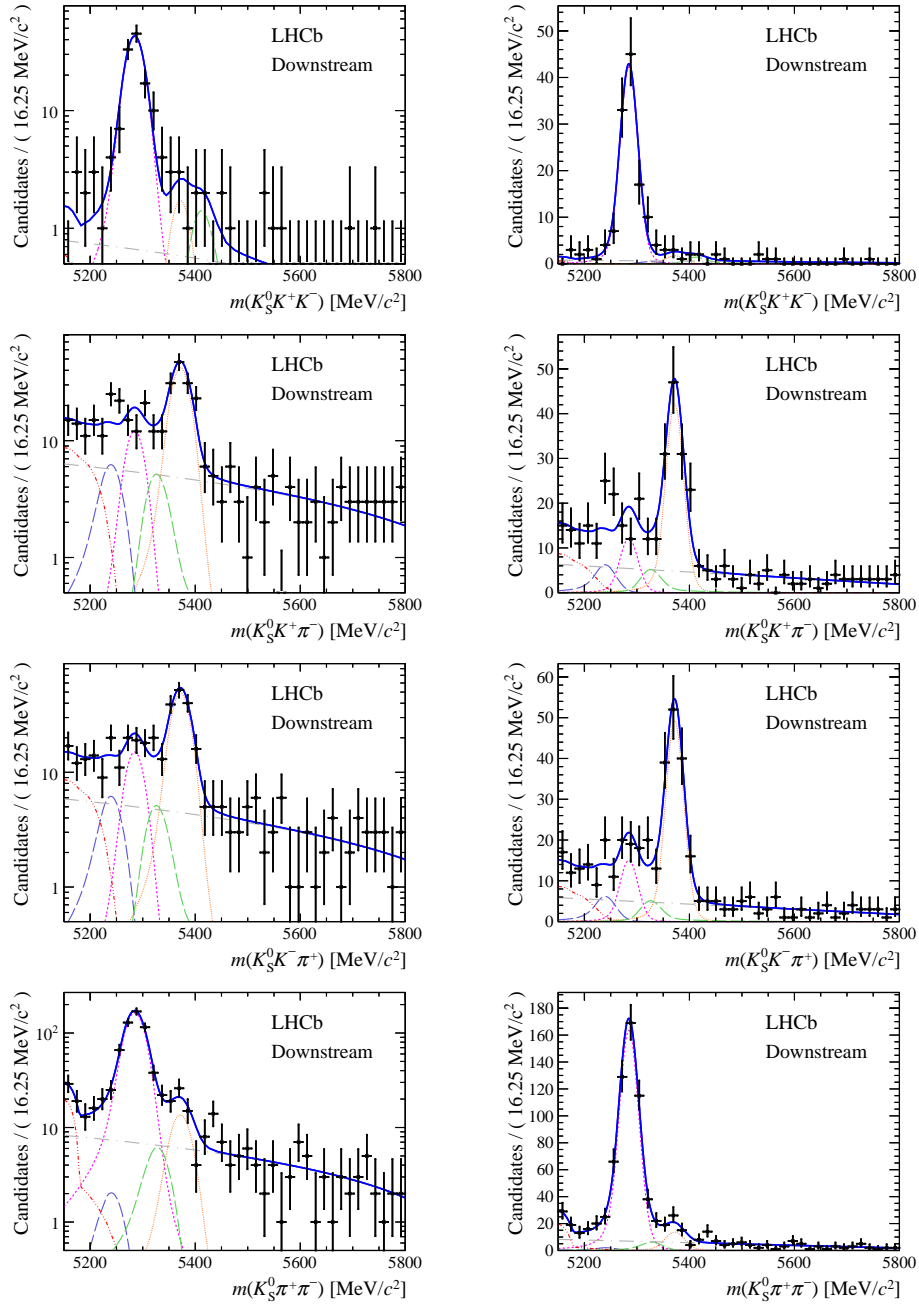 Candidates / ( 16.25 MeV/c² )
LHCb
Downstream
10
1
5200 5400 5600 5800
m(K⁰_S K⁺K⁻) [MeV/c²]
Candidates / ( 16.25 MeV/c² )
LHCb
Downstream
50
40
30
20
10
0
5200 5400 5600 5800
m(K⁰_S K⁺K⁻) [MeV/c²]
Candidates / ( 16.25 MeV/c² )
LHCb
Downstream
10
1
5200 5400 5600 5800
m(K⁰_S K⁺π⁻) [MeV/c²]
Candidates / ( 16.25 MeV/c² )
LHCb
Downstream
50
40
30
20
10
0
5200 5400 5600 5800
m(K⁰_S K⁺π⁻) [MeV/c²]
Candidates / ( 16.25 MeV/c² )
LHCb
Downstream
10
1
5200 5400 5600 5800
m(K⁰_S K⁻π⁺) [MeV/c²]
Candidates / ( 16.25 MeV/c² )
LHCb
Downstream
60
50
40
30
20
10
0
5200 5400 5600 5800
m(K⁰_S K⁻π⁺) [MeV/c²]
Candidates / ( 16.25 MeV/c² )
LHCb
Downstream
10²
10
1
5200 5400 5600 5800
m(K⁰_S π⁺π⁻) [MeV/c²]
Candidates / ( 16.25 MeV/c² )
LHCb
Downstream
180
160
140
120
100
80
60
40
20
0
5200 5400 5600 5800
m(K⁰_S π⁺π⁻) [MeV/c²]